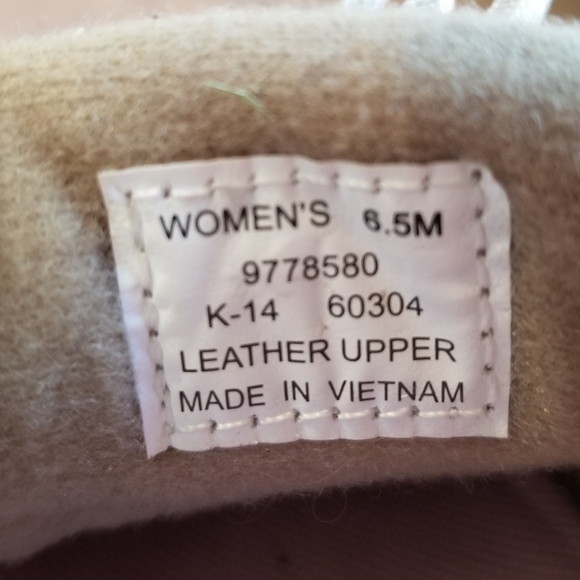 WOMEN'S 6.5M
9778580
K-14 60304
LEATHER UPPER
MADE IN VIETNAM